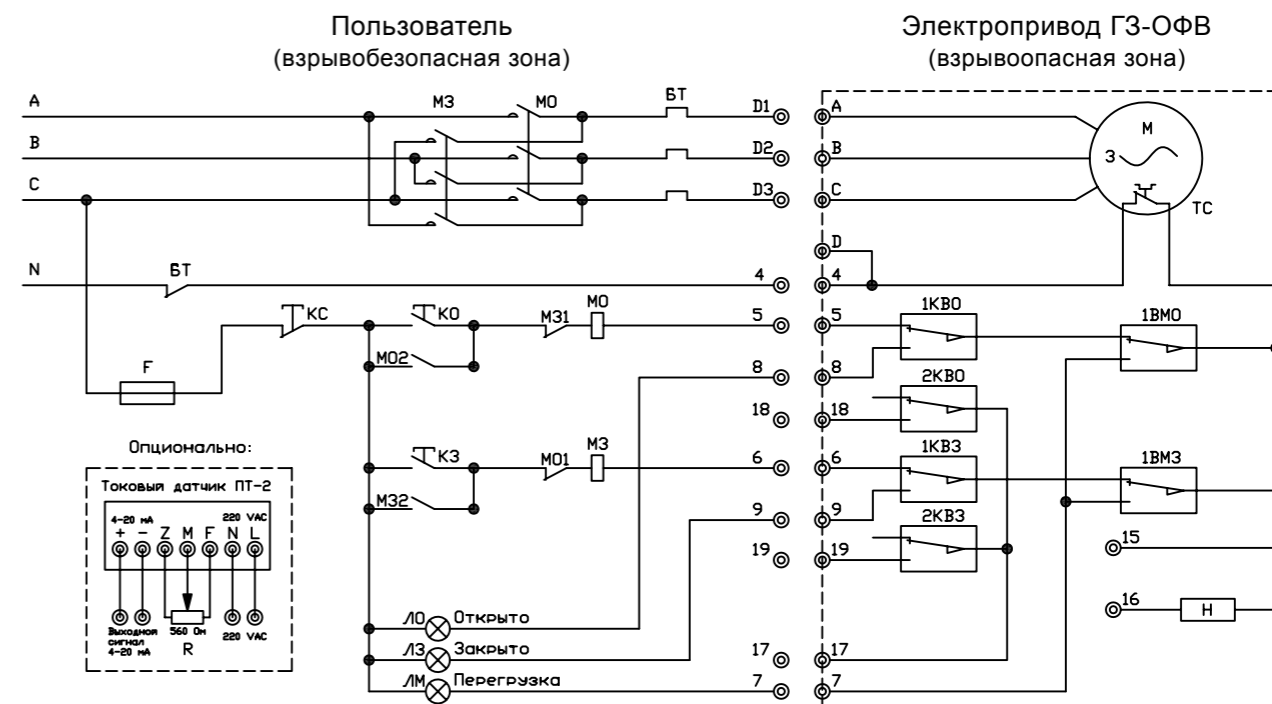 Пользователь
(взрывобезопасная зона)
Электропривод ГЗ-ОФВ
(взрывоопасная зона)
A МЗ МО БТ D1 A
B D2 B
C D3 C
М
3
ТС
D
N БТ 4 4
КС КО МЗ1 МО 5 5 1КВО 1ВМО
МО2
F
8 8
2КВО
18 18
Опционально:
КЗ МО1 МЗ 6 6 1КВЗ 1ВМЗ
МЗ2
9 9
2КВЗ
19 19
15
16 Н
Токовый датчик ПТ-2
4-20 мА 220 VAC
+ - Z M F N L
Выходной сигнал 4-20 мА
560 Ом
R
220 VAC
ЛО Открыто
ЛЗ Закрыто 17 17
ЛМ Перегрузка 7 7